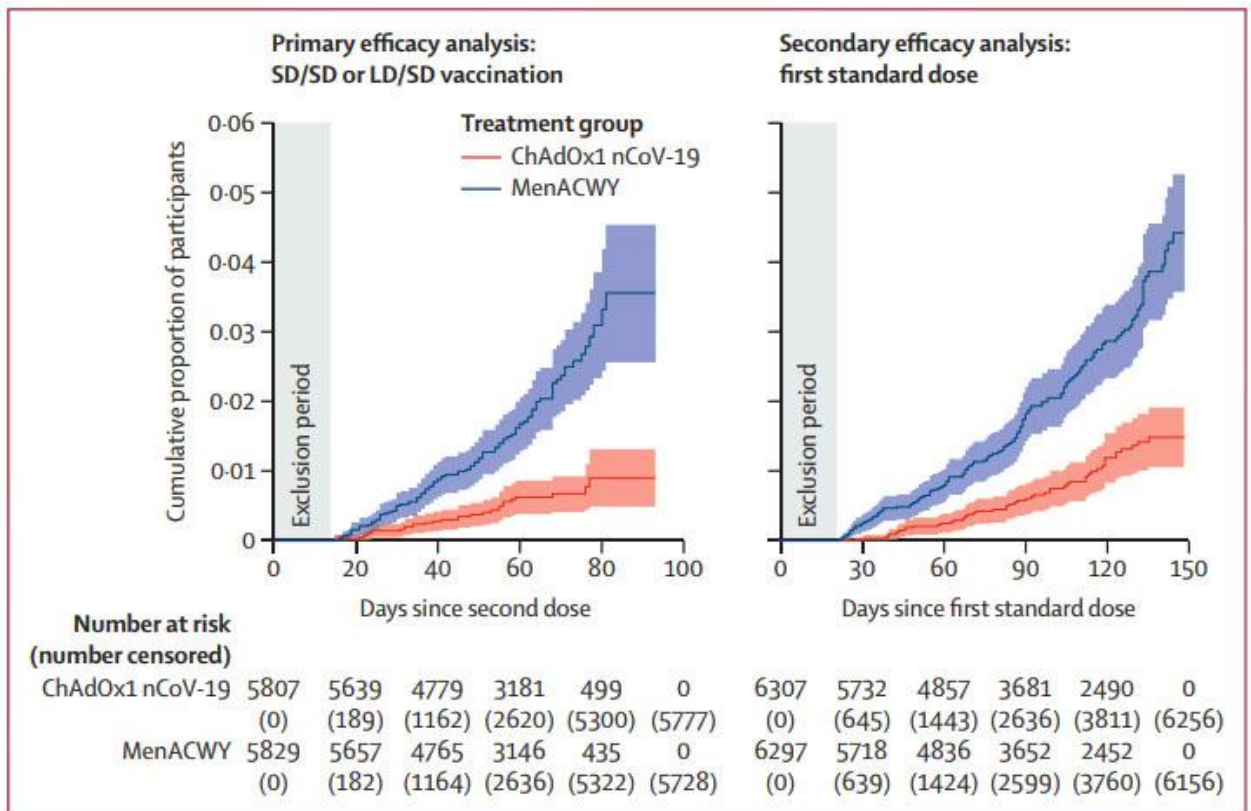 Primary efficacy analysis:
SD/SD or LD/SD vaccination
Secondary efficacy analysis:
first standard dose
Treatment group
ChAdOx1 nCoV-19
MenACWY
Cumulative proportion of participants
0·06
0·05
0·04
0·03
0·02
0·01
0
Exclusion period
Exclusion period
0 20 40 60 80 100
0 30 60 90 120 150
Days since second dose
Days since first standard dose
Number at risk
(number censored)
ChAdOx1 nCoV-19 5807 5639 4779 3181 499 0 6307 5732 4857 3681 2490 0
(0) (189) (1162) (2620) (5300) (5777) (0) (645) (1443) (2636) (3811) (6256)
MenACWY 5829 5657 4765 3146 435 0 6297 5718 4836 3652 2452 0
(0) (182) (1164) (2636) (5322) (5728) (0) (639) (1424) (2599) (3760) (6156)